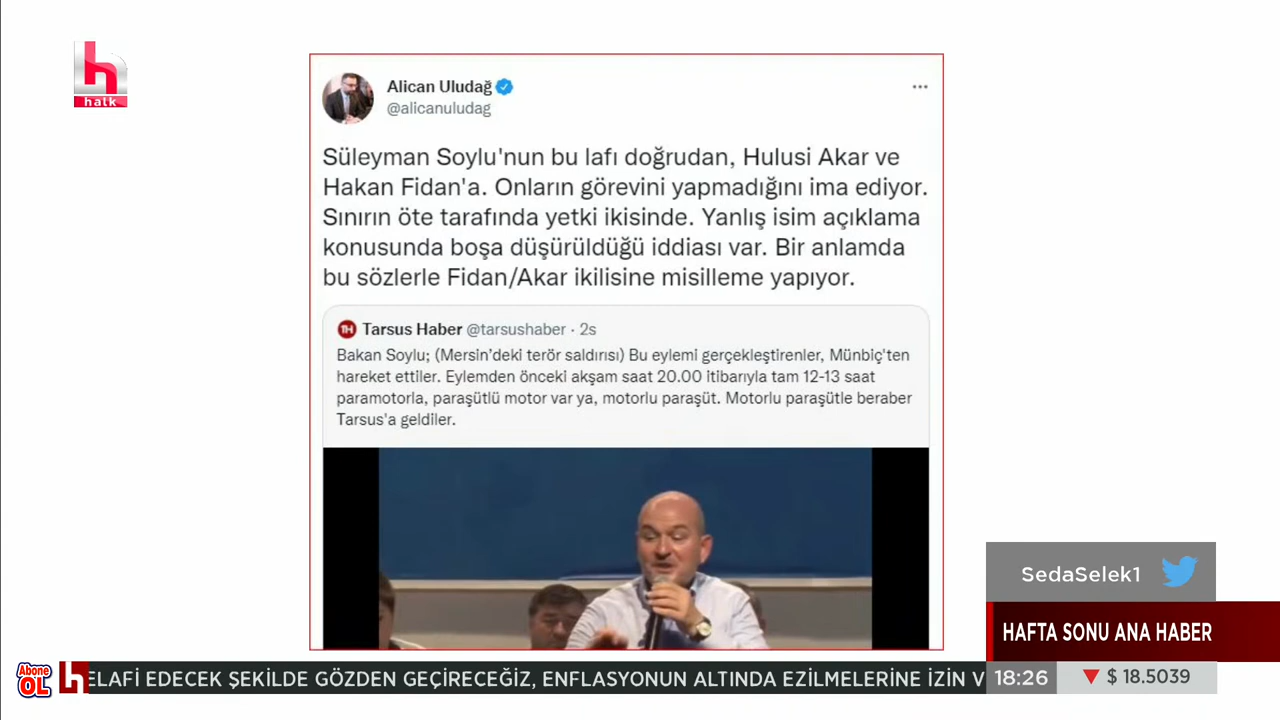 h
halk
Alican Uludağ
@alicanuludag
Süleyman Soylu'nun bu lafı doğrudan, Hulusi Akar ve
Hakan Fidan'a. Onların görevini yapmadığını ima ediyor.
Sınırın öte tarafında yetki ikisinde. Yanlış isim açıklama
konusunda boşa düşürüldüğü iddiası var. Bir anlamda
bu sözlerle Fidan/Akar ikilisine misilleme yapıyor.
TH Tarsus Haber @tarsushaber · 2s
Bakan Soylu; (Mersin'deki terör saldırısı) Bu eylemi gerçekleştirenler, Münbiç'ten
hareket ettiler. Eylemden önceki akşam saat 20.00 itibarıyla tam 12-13 saat
paramotorla, paraşütlü motor var ya, motorlu paraşüt. Motorlu paraşütle beraber
Tarsus'a geldiler.
SedaSelek1
HAFTA SONU ANA HABER
Abone
OL
h ELAFİ EDECEK ŞEKİLDE GÖZDEN GEÇİRECEĞİZ, ENFLASYONUN ALTINDA EZİLMELERİNE İZİN V
18:26
$ 18.5039